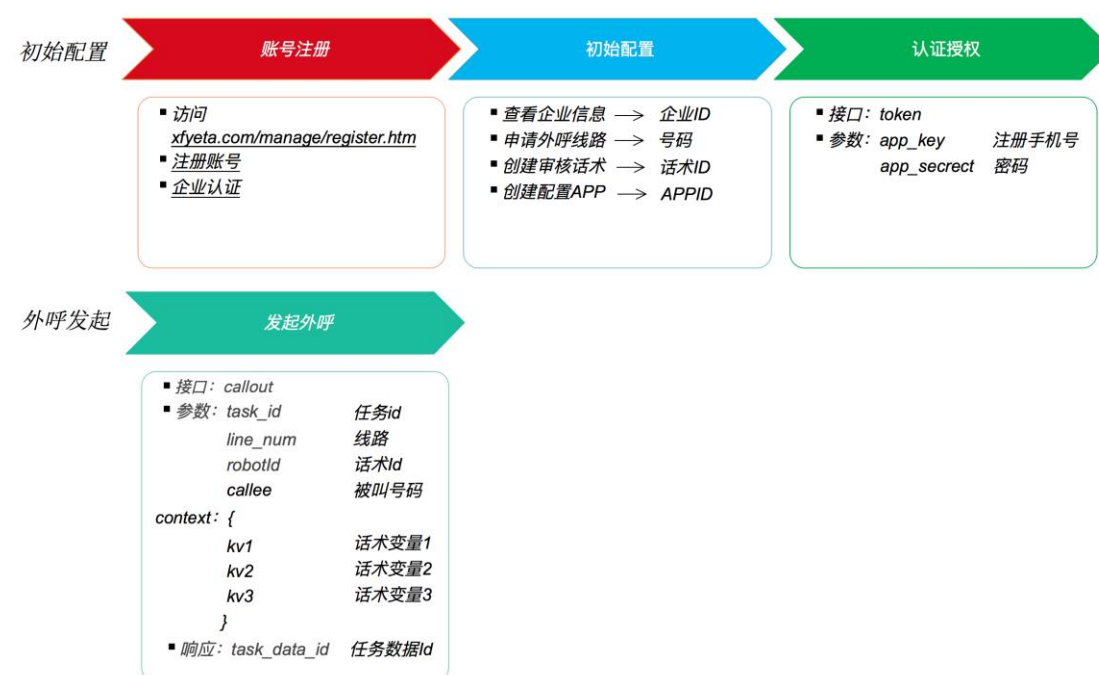 初始配置
账号注册
初始配置
认证授权
▪ 访问
xfyeta.com/manage/register.htm
▪ 注册账号
▪ 企业认证
▪ 查看企业信息 → 企业ID
▪ 申请外呼线路 → 号码
▪ 创建审核话术 → 话术ID
▪ 创建配置APP → APPID
▪ 接口：token
▪ 参数：app_key 注册手机号
app_secrect 密码
外呼发起
发起外呼
▪ 接口：callout
▪ 参数：task_id 任务id
line_num 线路
robotId 话术Id
callee 被叫号码
context：{
kv1 话术变量1
kv2 话术变量2
kv3 话术变量3
}
▪ 响应：task_data_id 任务数据Id